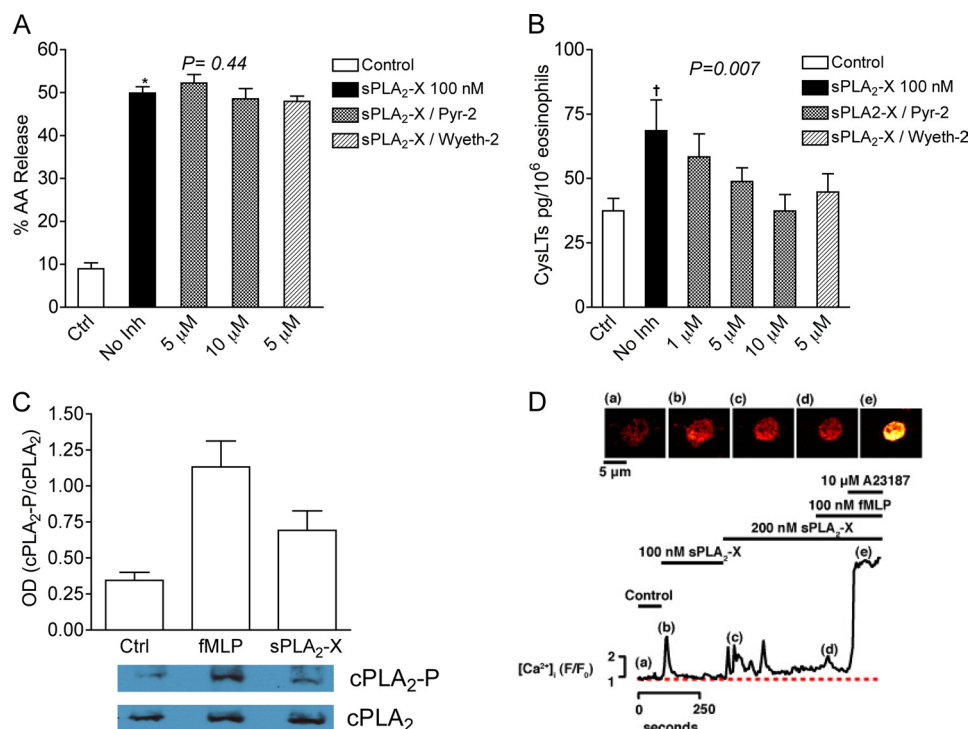 A
60
50
40
30
20
10
0
% AA Release
P= 0.44
*
Control
sPLA₂-X 100 nM
sPLA₂-X / Pyr-2
sPLA₂-X / Wyeth-2
Ctrl
No Inh
5 µM
10 µM
5 µM
B
100
75
50
25
0
CysLTs pg/10⁶ eosinophils
P=0.007
†
Control
sPLA₂-X 100 nM
sPLA2-X / Pyr-2
sPLA₂-X / Wyeth-2
Ctrl
No Inh
1 µM
5 µM
10 µM
5 µM
C
1.50
1.25
1.00
0.75
0.50
0.25
0.00
OD (cPLA₂-P/cPLA₂)
Ctrl fMLP sPLA₂-X
cPLA₂-P
cPLA₂
D
(a) (b) (c) (d) (e)
5 µm
10 µM A23187
100 nM fMLP
200 nM sPLA₂-X
100 nM sPLA₂-X
Control
(a)
(b)
(c)
(d)
(e)
[Ca²⁺]ᵢ (F/F₀)
2
1
0 250
seconds